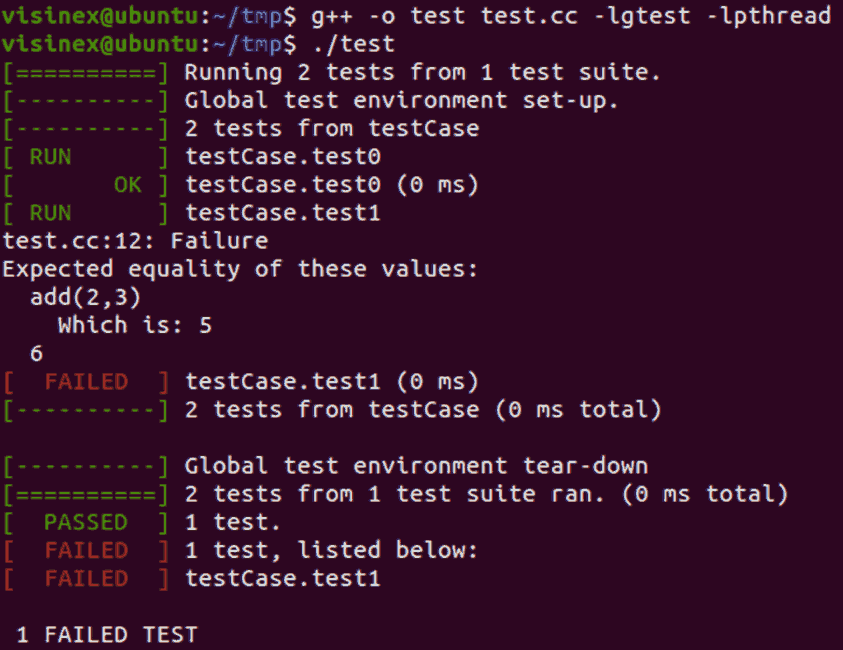 visinex@ubuntu:~/tmp$ g++ -o test test.cc -lgtest -lpthread
visinex@ubuntu:~/tmp$ ./test
[==========] Running 2 tests from 1 test suite.
[----------] Global test environment set-up.
[----------] 2 tests from testCase
[ RUN      ] testCase.test0
[       OK ] testCase.test0 (0 ms)
[ RUN      ] testCase.test1
test.cc:12: Failure
Expected equality of these values:
  add(2,3)
    Which is: 5
  6
[  FAILED  ] testCase.test1 (0 ms)
[----------] 2 tests from testCase (0 ms total)

[----------] Global test environment tear-down
[==========] 2 tests from 1 test suite ran. (0 ms total)
[  PASSED  ] 1 test.
[  FAILED  ] 1 test, listed below:
[  FAILED  ] testCase.test1

 1 FAILED TEST